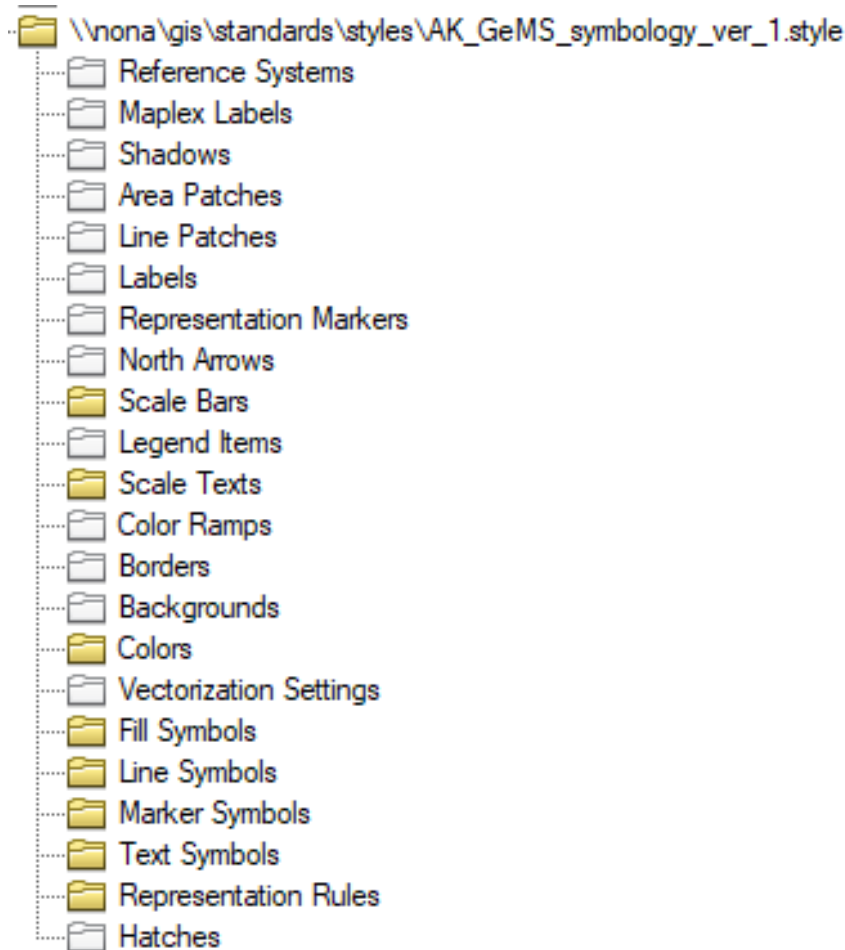 \\nona\gis\standards\styles\AK_GeMS_symbology_ver_1.style
Reference Systems
Maplex Labels
Shadows
Area Patches
Line Patches
Labels
Representation Markers
North Arrows
Scale Bars
Legend Items
Scale Texts
Color Ramps
Borders
Backgrounds
Colors
Vectorization Settings
Fill Symbols
Line Symbols
Marker Symbols
Text Symbols
Representation Rules
Hatches